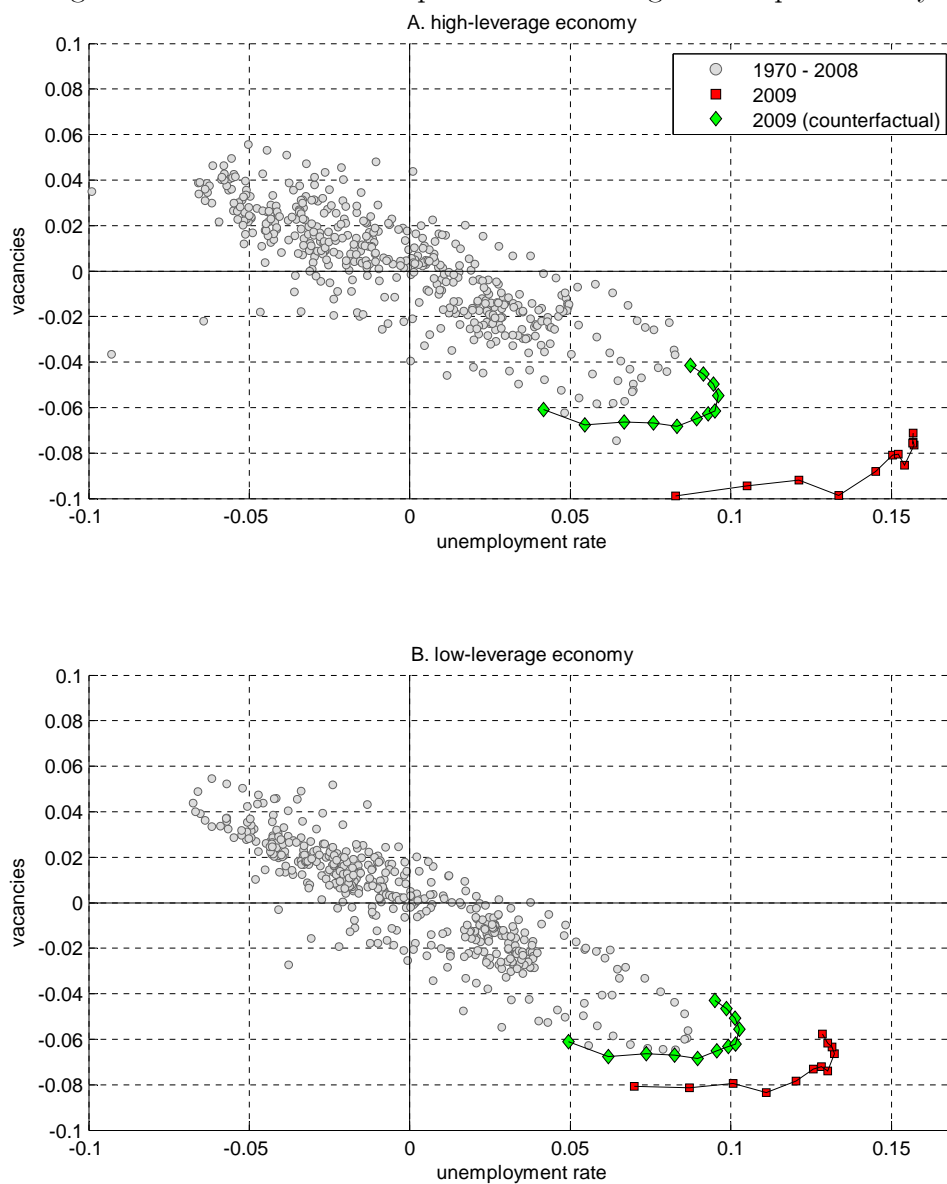 A. high-leverage economy
0.1
0.08
0.06
0.04
0.02
0
-0.02
-0.04
-0.06
-0.08
-0.1
vacancies
1970 - 2008
2009
2009 (counterfactual)
-0.1 -0.05 0 0.05 0.1 0.15
unemployment rate
B. low-leverage economy
0.1
0.08
0.06
0.04
0.02
0
-0.02
-0.04
-0.06
-0.08
-0.1
vacancies
-0.1 -0.05 0 0.05 0.1 0.15
unemployment rate